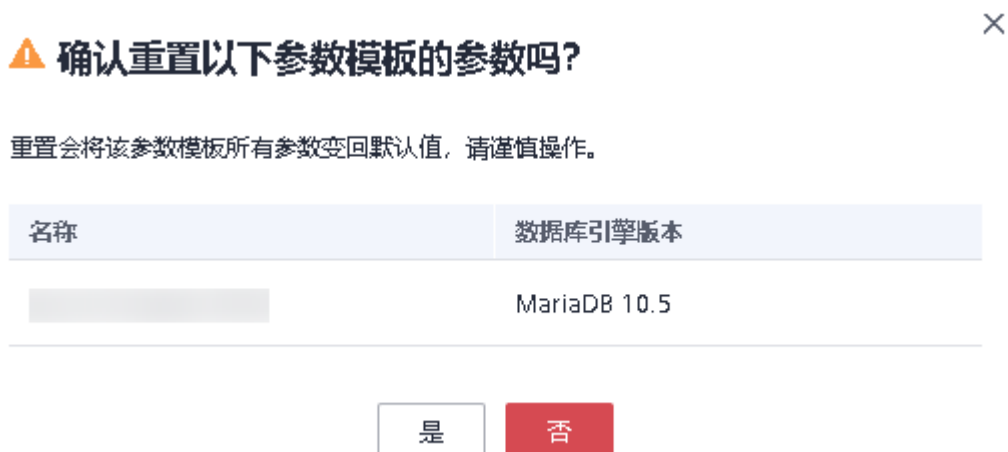 确认重置以下参数模板的参数吗?
重置会将该参数模板所有参数变回默认值，请谨慎操作。
名称 数据库引擎版本
MariaDB 10.5
是 否